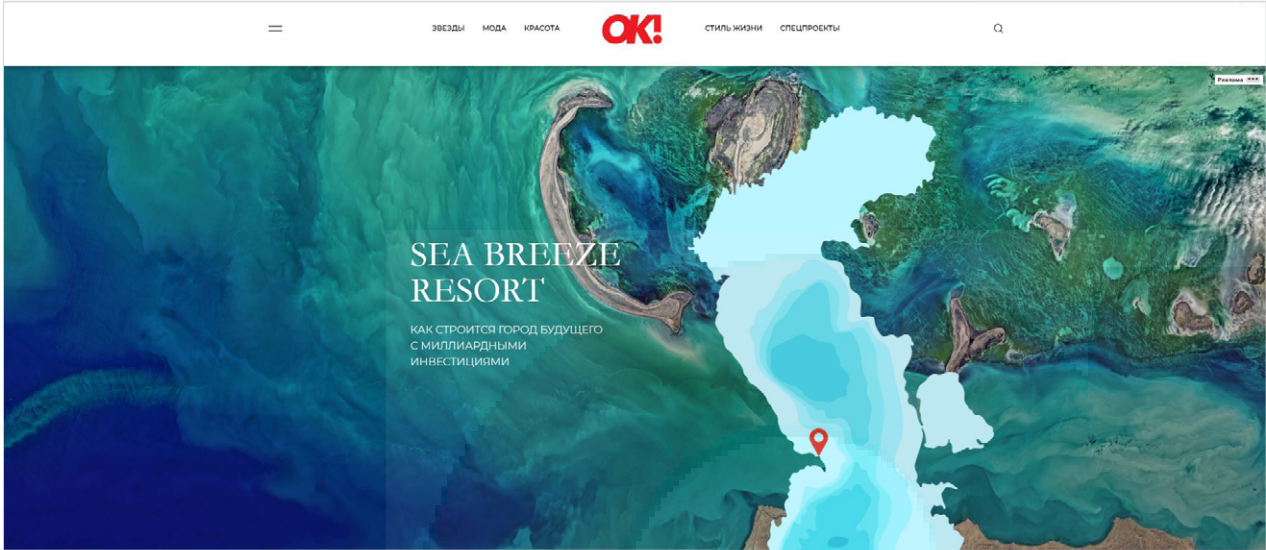 ЗВЕЗДЫ МОДА КРАСОТА OK! СТИЛЬ ЖИЗНИ СПЕЦПРОЕКТЫ
Реклама
SEA BREEZE
RESORT
КАК СТРОИТСЯ ГОРОД БУДУЩЕГО
С МИЛЛИАРДНЫМИ
ИНВЕСТИЦИЯМИ